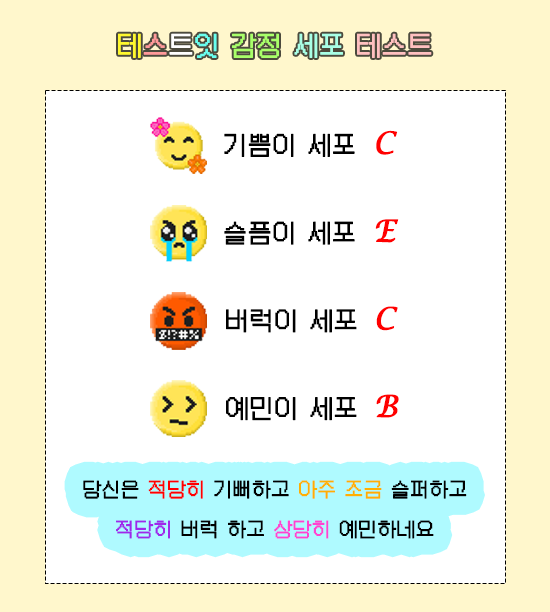 테스트잇 감정 세포 테스트
기쁨이 세포 C
슬픔이 세포 E
버럭이 세포 C
&!?#%
예민이 세포 B
당신은 적당히 기뻐하고 아주 조금 슬퍼하고
적당히 버럭 하고 상당히 예민하네요